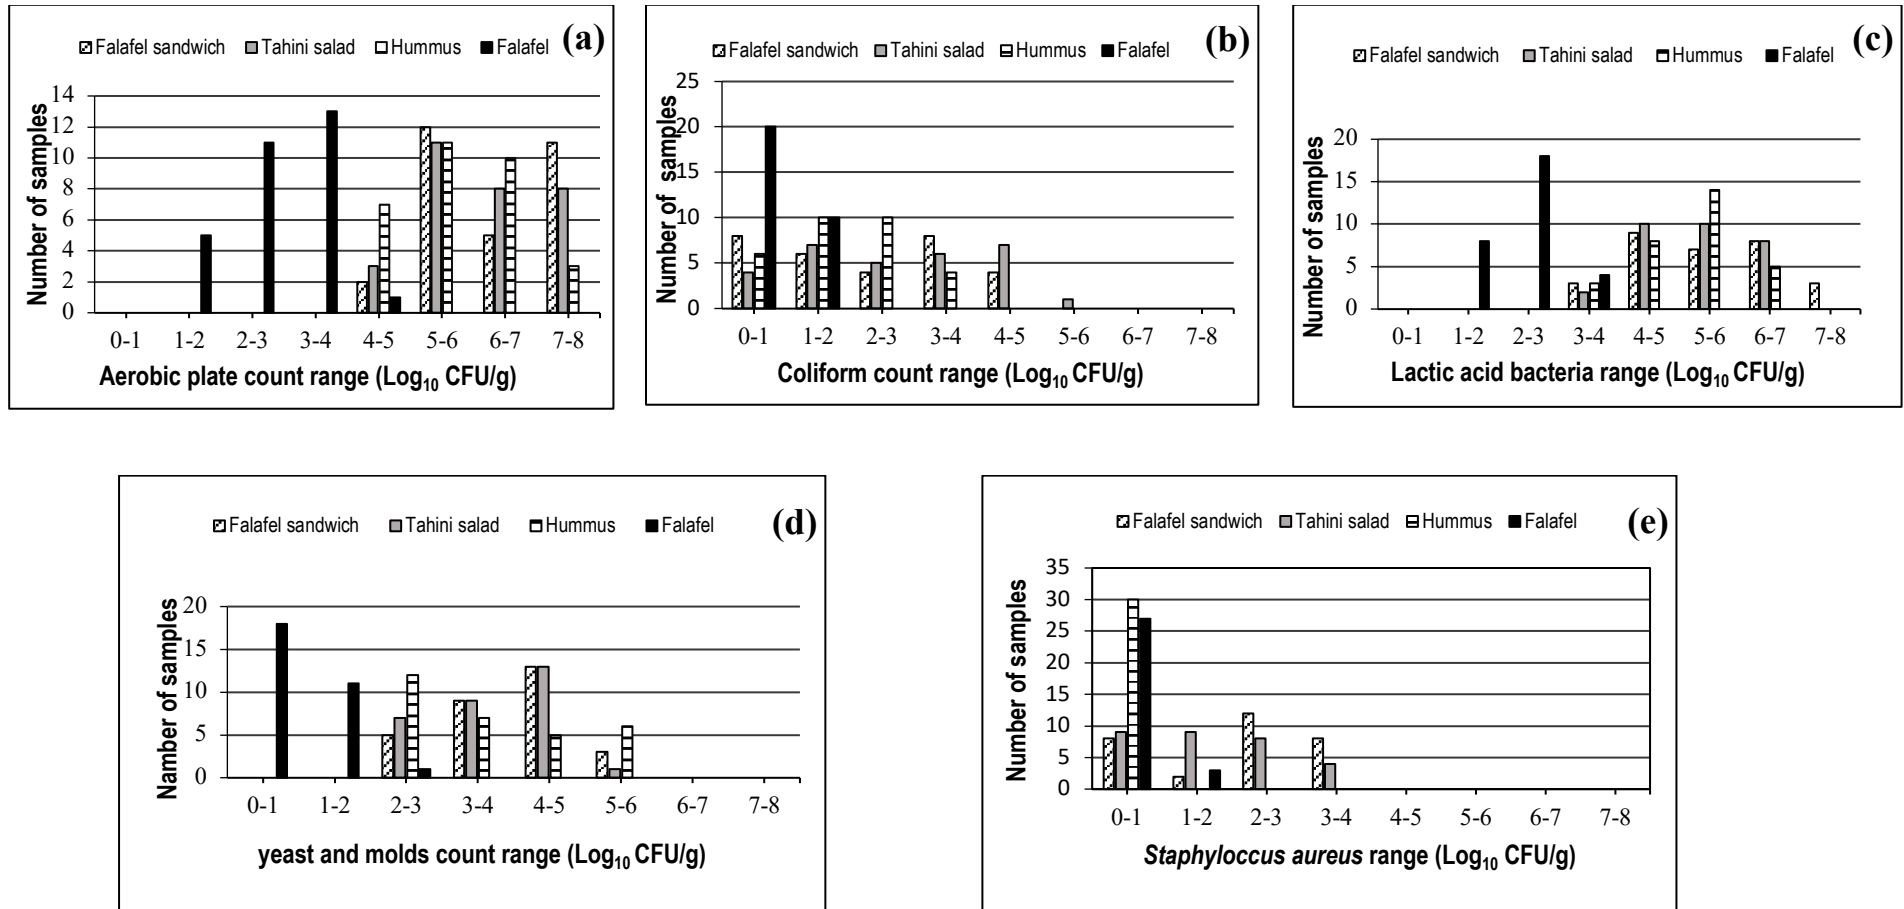 Falafel sandwich Tahini salad Hummus Falafel (a)
14
12
10
8
6
4
2
0
Number of samples
0-1 1-2 2-3 3-4 4-5 5-6 6-7 7-8
Aerobic plate count range (Log10 CFU/g)
Falafel sandwich Tahini salad Hummus Falafel (b)
25
20
15
10
5
0
Number of samples
0-1 1-2 2-3 3-4 4-5 5-6 6-7 7-8
Coliform count range (Log10 CFU/g)
Falafel sandwich Tahini salad Hummus Falafel (c)
20
15
10
5
0
Number of samples
0-1 1-2 2-3 3-4 4-5 5-6 6-7 7-8
Lactic acid bacteria range (Log10 CFU/g)
Falafel sandwich Tahini salad Hummus Falafel (d)
20
15
10
5
0
Namber of samples
0-1 1-2 2-3 3-4 4-5 5-6 6-7 7-8
yeast and molds count range (Log10 CFU/g)
Falafel sandwich Tahini salad Hummus Falafel (e)
35
30
25
20
15
10
5
0
Number of samples
0-1 1-2 2-3 3-4 4-5 5-6 6-7 7-8
Staphyloccus aureus range (Log10 CFU/g)